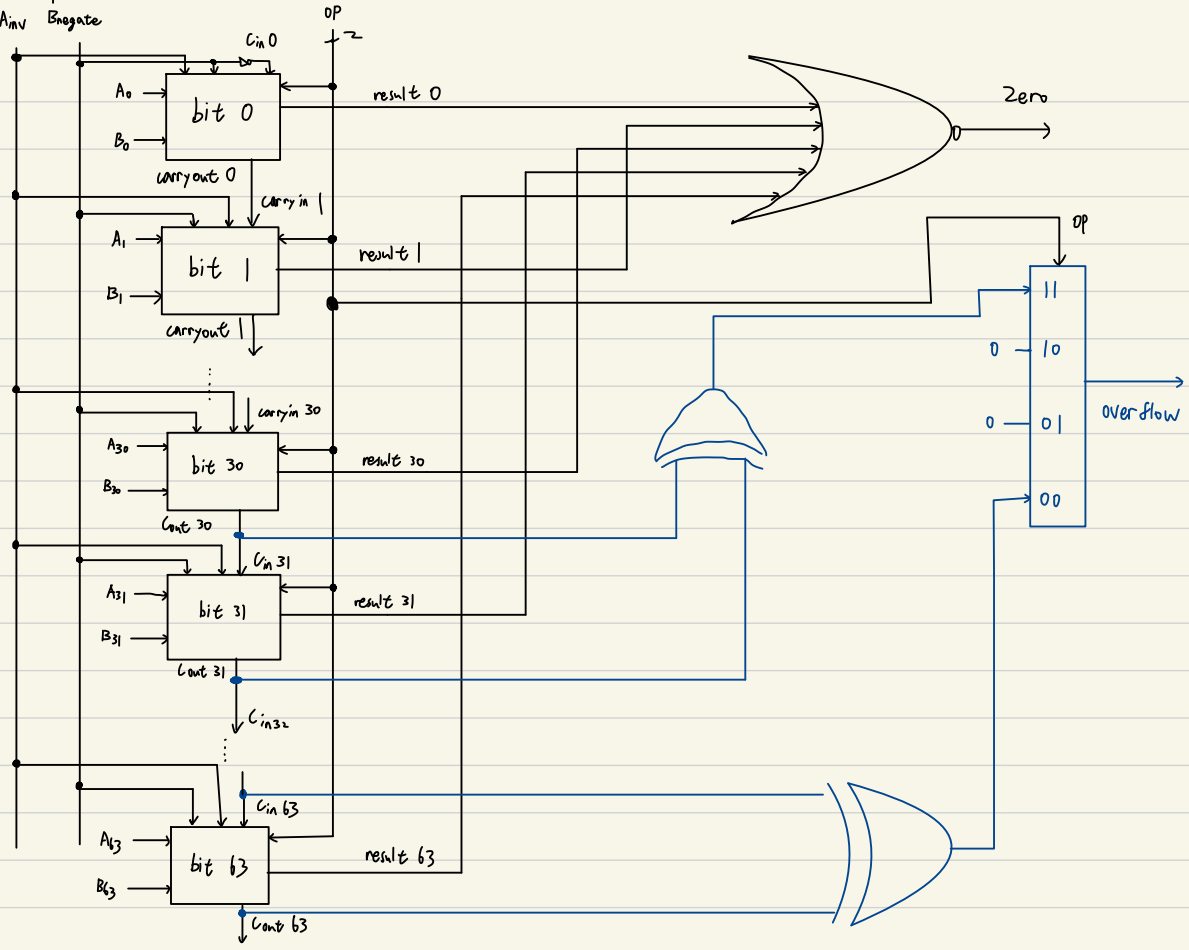 Ainv
Bnegate
OP
2
Cin 0
A0
bit 0
B0
result 0
Zero
carryout 0
carry in 1
A1
bit 1
B1
result 1
OP
carryout 1
11
0
10
carryin 30
overflow
0
01
A30
bit 30
B30
result 30
00
Cout 30
Cin 31
A31
bit 31
B31
result 31
Cout 31
Cin32
Cin 63
A63
bit 63
B63
result 63
Cout 63